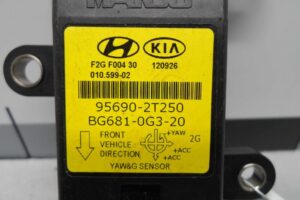 MANDO
HYUNDAI KIA
F2G F004 30 120926
010.599-02
95690-2T250
BG681-0G3-20
FRONT
VEHICLE
DIRECTION
+YAW 2G
+ACC
+ACC
YAW&G SENSOR